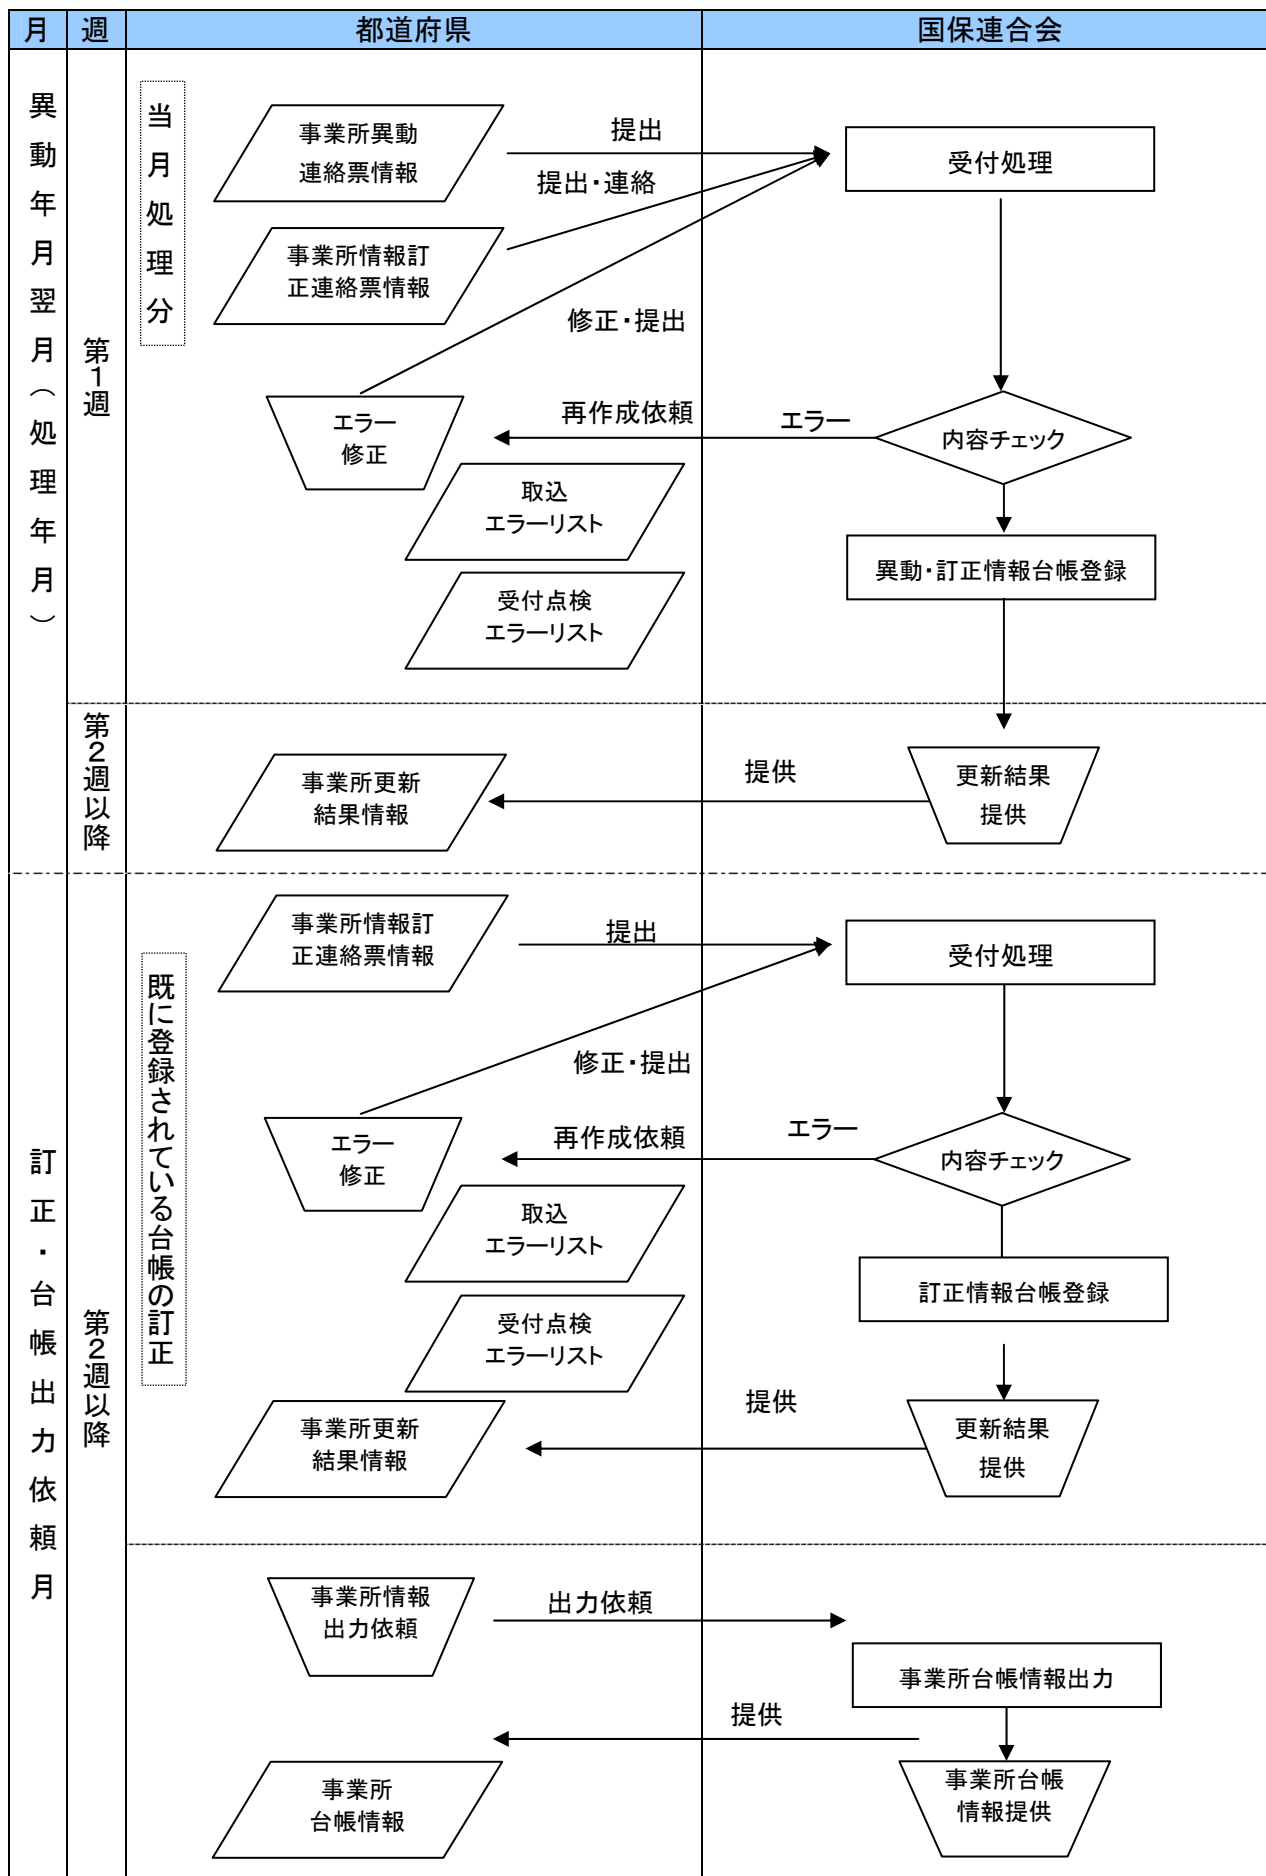 月
週
都道府県
国保連合会
異動年月翌月（処理年月）
第1週
当月処理分
事業所異動
連絡票情報
提出
受付処理
提出・連絡
事業所情報訂
正連絡票情報
修正・提出
エラー
修正
再作成依頼
エラー
内容チェック
取込
エラーリスト
異動・訂正情報台帳登録
受付点検
エラーリスト
第2週以降
事業所更新
結果情報
提供
更新結果
提供
訂正・台帳出力依頼月
第2週以降
既に登録されている台帳の訂正
事業所情報訂
正連絡票情報
提出
受付処理
修正・提出
エラー
修正
再作成依頼
エラー
内容チェック
取込
エラーリスト
訂正情報台帳登録
受付点検
エラーリスト
事業所更新
結果情報
提供
更新結果
提供
事業所情報
出力依頼
出力依頼
事業所台帳情報出力
提供
事業所
台帳情報
事業所台帳
情報提供